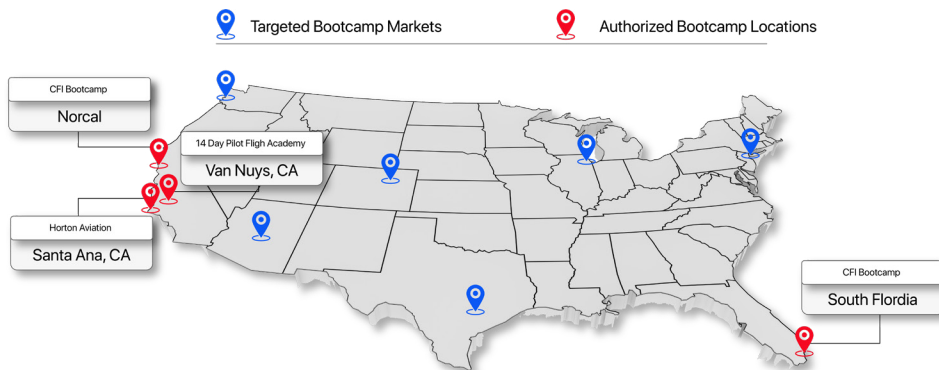 Targeted Bootcamp Markets
Authorized Bootcamp Locations
CFI Bootcamp
Norcal
14 Day Pilot Fligh Academy
Van Nuys, CA
Horton Aviation
Santa Ana, CA
CFI Bootcamp
South Flordia